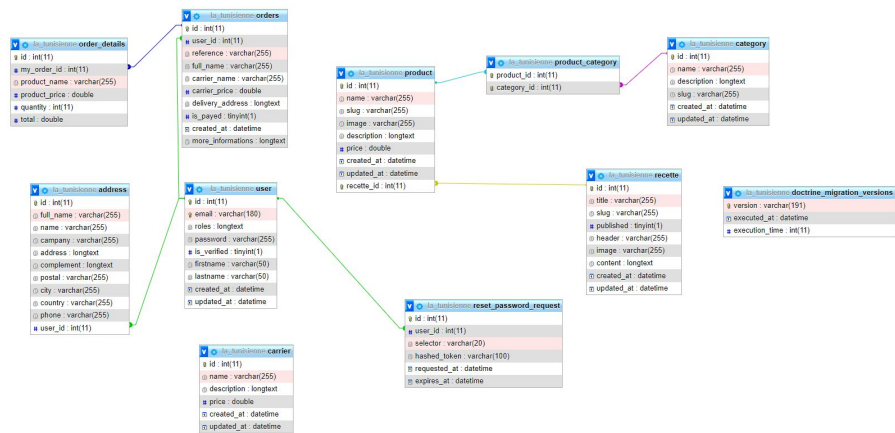 la_tunisienne order_details
id : int(11)
my_order_id : int(11)
product_name : varchar(255)
product_price : double
quantity : int(11)
total : double
la_tunisienne orders
id : int(11)
user_id : int(11)
reference : varchar(255)
full_name : varchar(255)
carrier_name : varchar(255)
carrier_price : double
delivery_address : longtext
is_payed : tinyint(1)
created_at : datetime
more_informations : longtext
la_tunisienne product
id : int(11)
name : varchar(255)
slug : varchar(255)
image : varchar(255)
description : longtext
price : double
created_at : datetime
updated_at : datetime
recette_id : int(11)
la_tunisienne product_category
product_id : int(11)
category_id : int(11)
la_tunisienne category
id : int(11)
name : varchar(255)
description : longtext
slug : varchar(255)
created_at : datetime
updated_at : datetime
la_tunisienne address
id : int(11)
full_name : varchar(255)
name : varchar(255)
campany : varchar(255)
address : longtext
complement : longtext
postal : varchar(255)
city : varchar(255)
country : varchar(255)
phone : varchar(255)
user_id : int(11)
la_tunisienne user
id : int(11)
email : varchar(180)
roles : longtext
password : varchar(255)
is_verified : tinyint(1)
firstname : varchar(50)
lastname : varchar(50)
created_at : datetime
updated_at : datetime
la_tunisienne recette
id : int(11)
title : varchar(255)
slug : varchar(255)
published : tinyint(1)
header : varchar(255)
image : varchar(255)
content : longtext
created_at : datetime
updated_at : datetime
la_tunisienne doctrine_migration_versions
version : varchar(191)
executed_at : datetime
execution_time : int(11)
la_tunisienne reset_password_request
id : int(11)
user_id : int(11)
selector : varchar(20)
hashed_token : varchar(100)
requested_at : datetime
expires_at : datetime
la_tunisienne carrier
id : int(11)
name : varchar(255)
description : longtext
price : double
created_at : datetime
updated_at : datetime